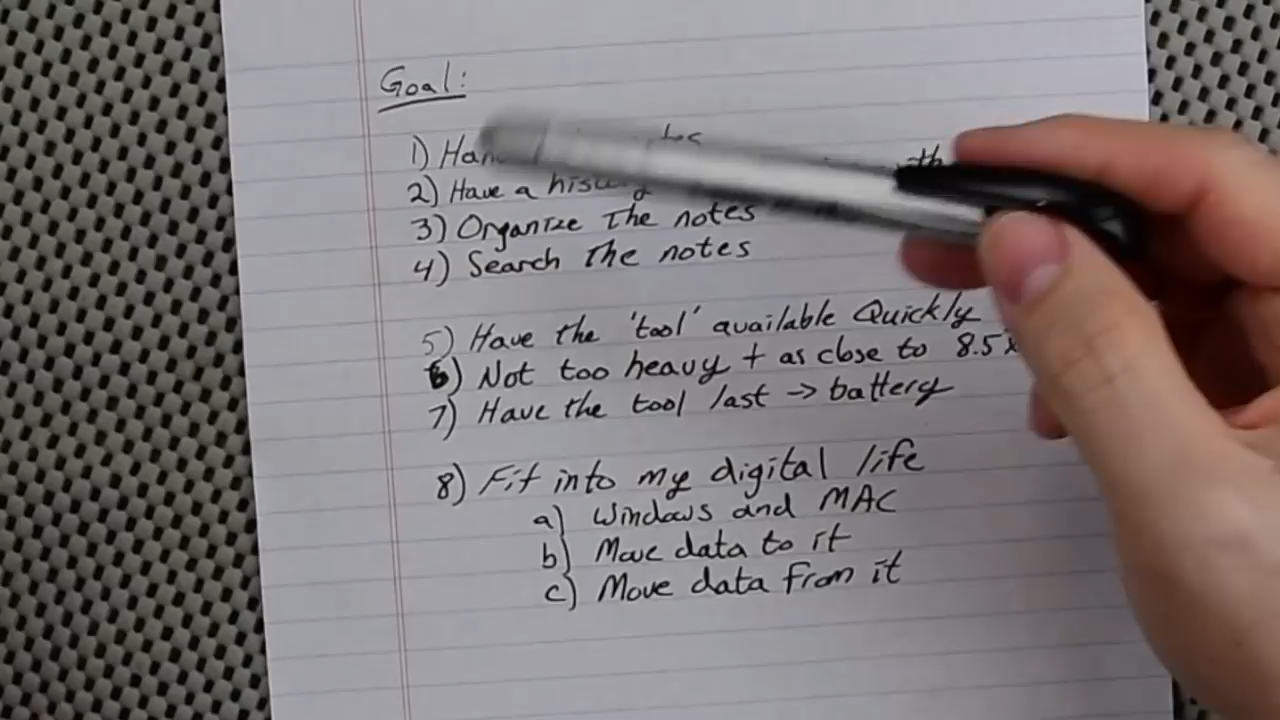 Goal:
1)
2) Have a
3) Organize the notes
4) Search the notes
5) Have the 'tool' available Quickly
6) Not too heavy + as close to 8.5
7) Have the tool last -> battery
8) Fit into my digital life
a) Windows and MAC
b) Move data to it
c) Move data from it